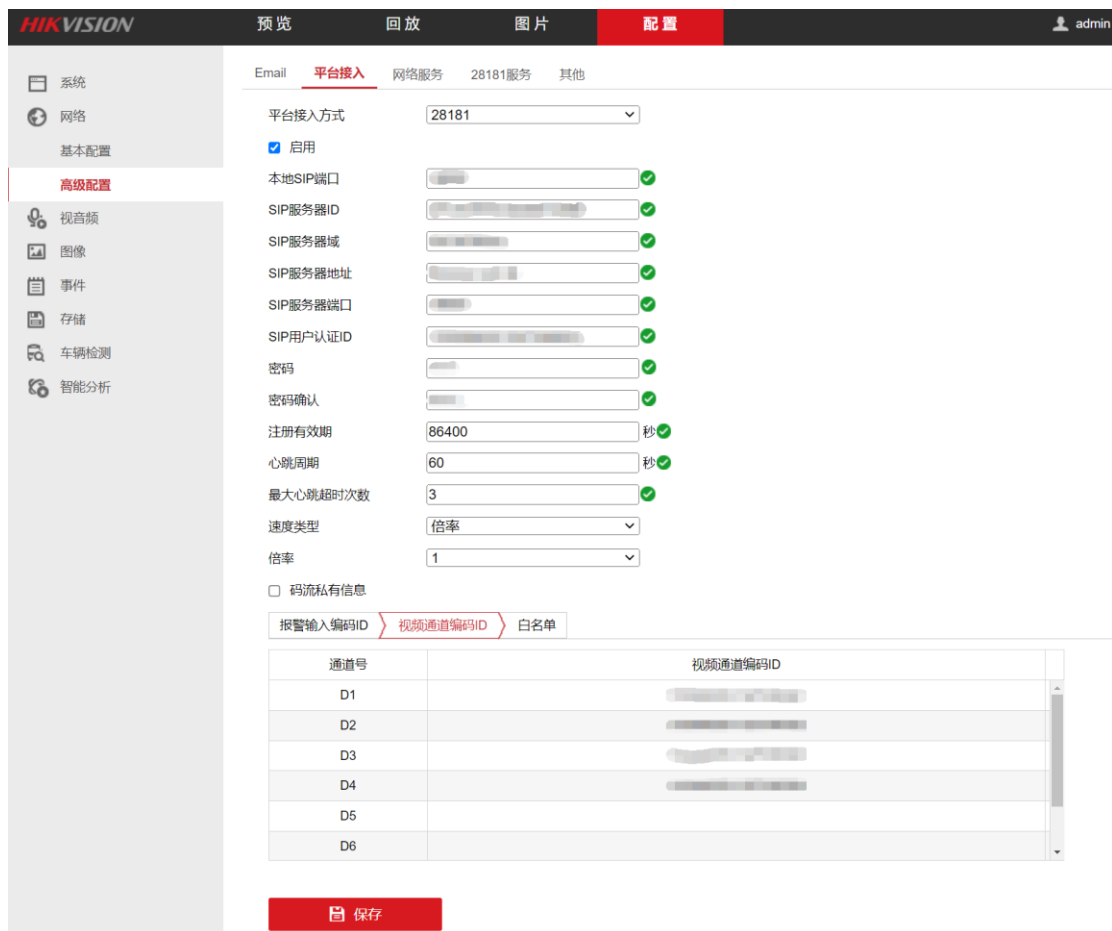 HIKVISION 预览 回放 图片 配置 admin
Email 平台接入 网络服务 28181服务 其他
系统
网络
基本配置
高级配置
视音频
图像
事件
存储
车辆检测
智能分析
平台接入方式 28181
启用
本地SIP端口
SIP服务器ID
SIP服务器域
SIP服务器地址
SIP服务器端口
SIP用户认证ID
密码
密码确认
注册有效期 86400 秒
心跳周期 60 秒
最大心跳超时次数 3
速度类型 倍率
倍率 1
码流私有信息
报警输入编码ID 视频通道编码ID 白名单
通道号 视频通道编码ID
D1
D2
D3
D4
D5
D6
保存